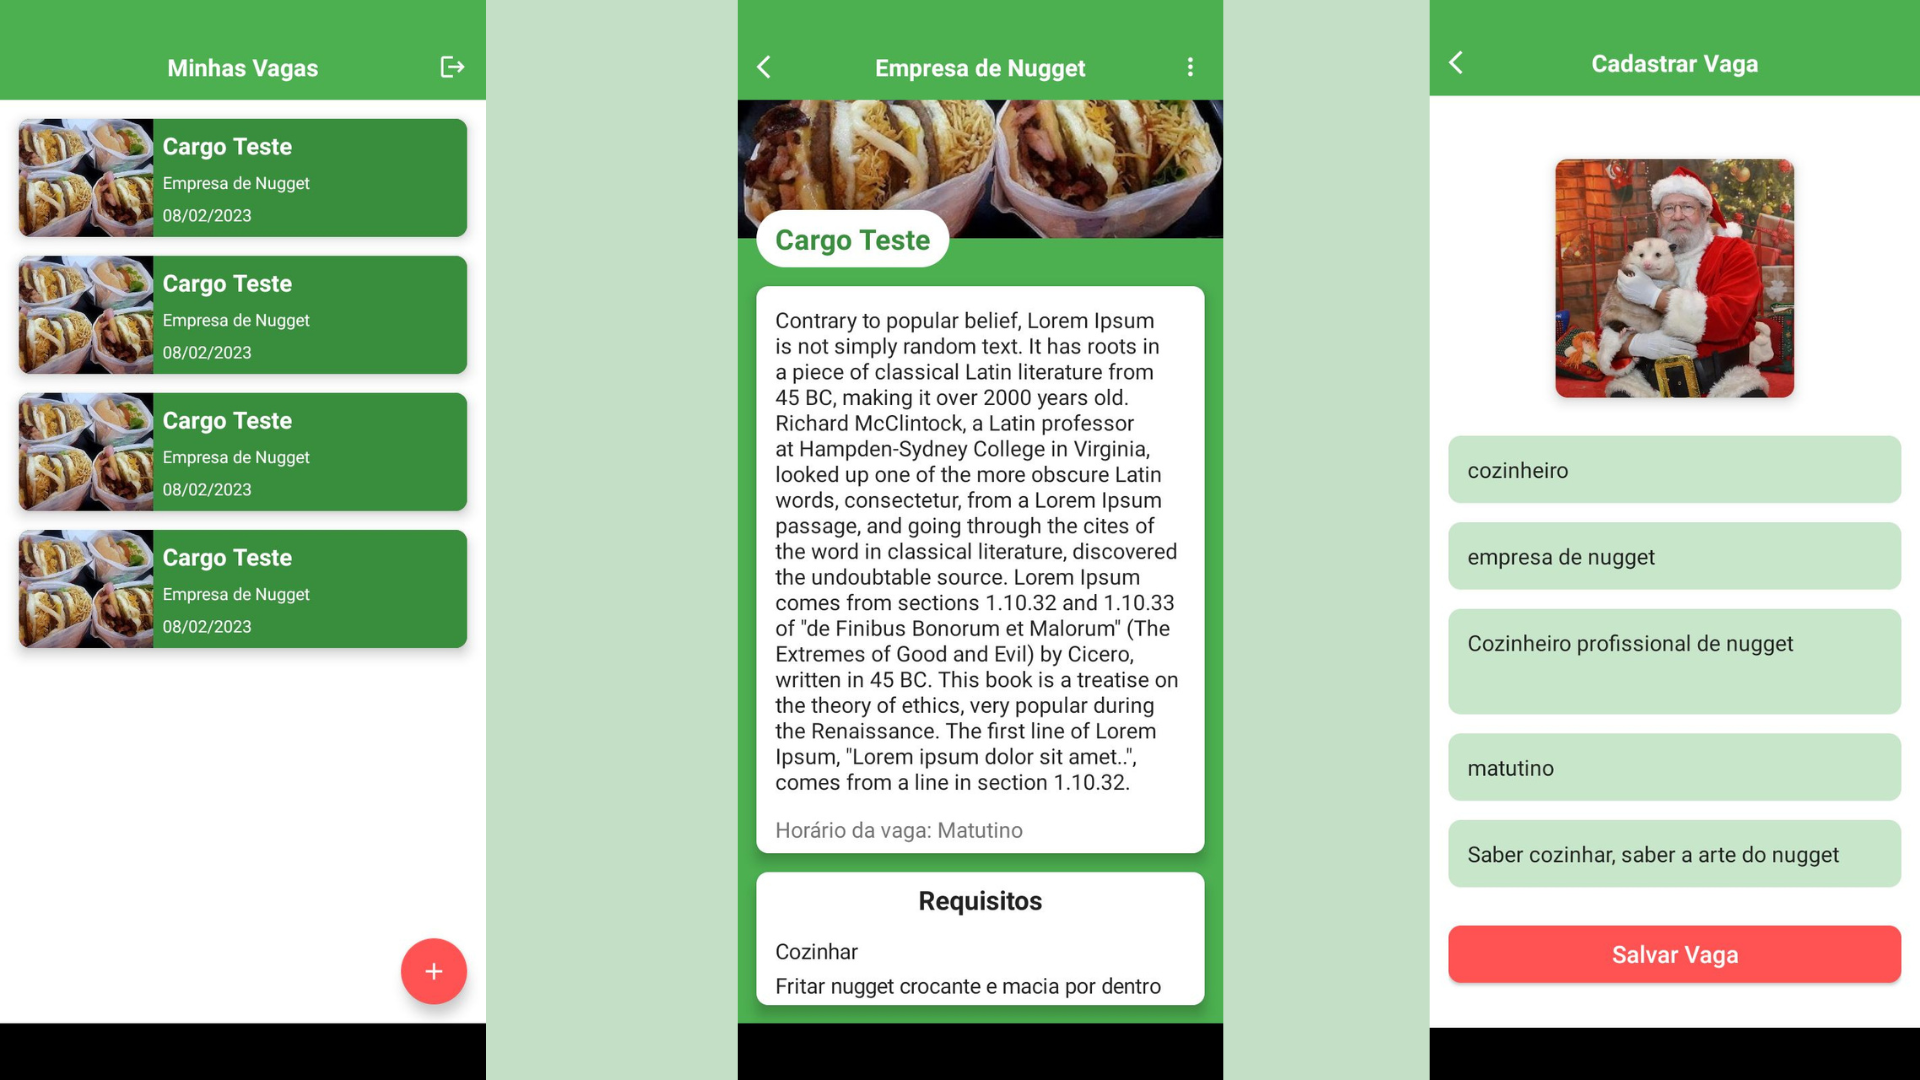 Minhas Vagas
Cargo Teste
Empresa de Nugget
08/02/2023
Cargo Teste
Empresa de Nugget
08/02/2023
Cargo Teste
Empresa de Nugget
08/02/2023
Cargo Teste
Empresa de Nugget
08/02/2023
+
Empresa de Nugget
Cargo Teste
Contrary to popular belief, Lorem Ipsum
is not simply random text. It has roots in
a piece of classical Latin literature from
45 BC, making it over 2000 years old.
Richard McClintock, a Latin professor
at Hampden-Sydney College in Virginia,
looked up one of the more obscure Latin
words, consectetur, from a Lorem Ipsum
passage, and going through the cites of
the word in classical literature, discovered
the undoubtable source. Lorem Ipsum
comes from sections 1.10.32 and 1.10.33
of "de Finibus Bonorum et Malorum" (The
Extremes of Good and Evil) by Cicero,
written in 45 BC. This book is a treatise on
the theory of ethics, very popular during
the Renaissance. The first line of Lorem
Ipsum, "Lorem ipsum dolor sit amet..",
comes from a line in section 1.10.32.
Horário da vaga: Matutino
Requisitos
Cozinhar
Fritar nugget crocante e macia por dentro
Cadastrar Vaga
cozinheiro
empresa de nugget
Cozinheiro profissional de nugget
matutino
Saber cozinhar, saber a arte do nugget
Salvar Vaga